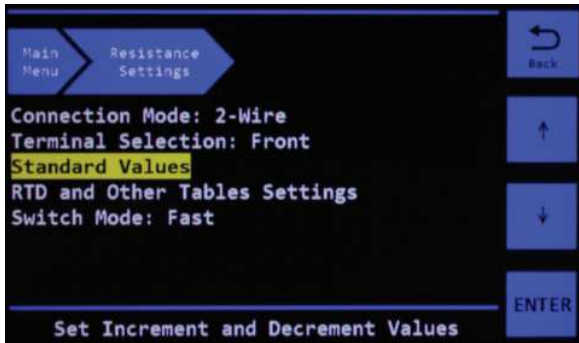 Main
Menu
Resistance
Settings
Back
Connection Mode: 2-Wire
Terminal Selection: Front
Standard Values
RTD and Other Tables Settings
Switch Mode: Fast
ENTER
Set Increment and Decrement Values